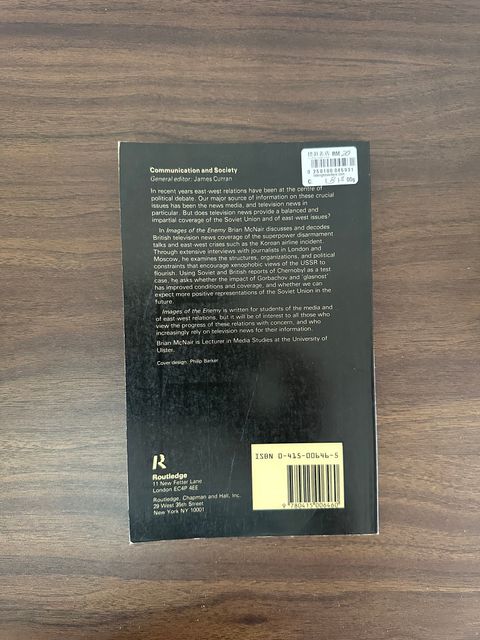 Communication and Society
General editor: James Curran
In recent years east-west relations have been at the centre of
political debate. Our major source of information on these crucial
issues has been the news media, and television news in
particular. But does television news provide a balanced and
impartial coverage of the Soviet Union and of east-west issues?
In Images of the Enemy Brian McNair discusses and decodes
British television news coverage of the superpower disarmament
talks and east-west crises such as the Korean airline incident.
Through extensive interviews with journalists in London and
Moscow, he examines the structures, organizations, and political
constraints that encourage xenophobic views of the USSR to
flourish. Using Soviet and British reports of Chernobyl as a test
case, he asks whether the impact of Gorbachov and 'glasnost'
has improved conditions and coverage, and whether we can
expect more positive representations of the Soviet Union in the
future.
Images of the Enemy is written for students of the media and
of east-west relations, but it will be of interest to all those who
view the progress of these relations with concern, and who
increasingly rely on television news for their information.
Brian McNair is Lecturer in Media Studies at the University of
Ulster.
Cover design: Philip Barker
R
Routledge
11 New Fetter Lane
London EC4P 4EE
Routledge, Chapman and Hall, Inc.
29 West 35th Street
New York NY 10001
ISBN 0-415-00646-5
9 780415 006460